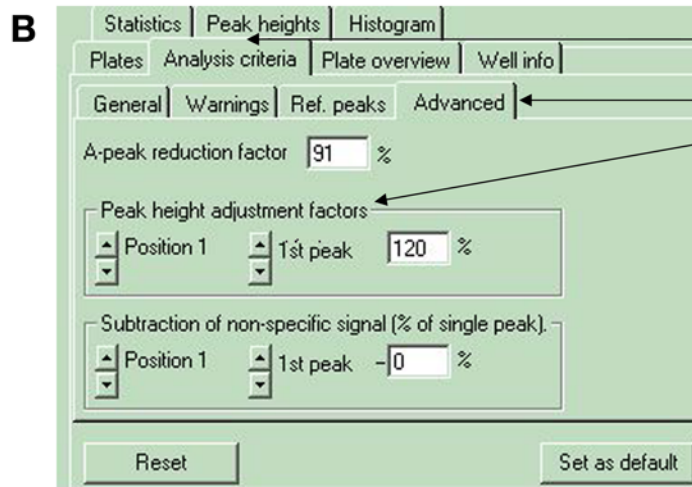 B
Statistics Peak heights Histogram
Plates Analysis criteria Plate overview Well info
General Warnings Ref. peaks Advanced
A-peak reduction factor 91 %
Peak height adjustment factors
Position 1 1st peak 120 %
Subtraction of non-specific signal (% of single peak).
Position 1 1st peak -0 %
Reset Set as default